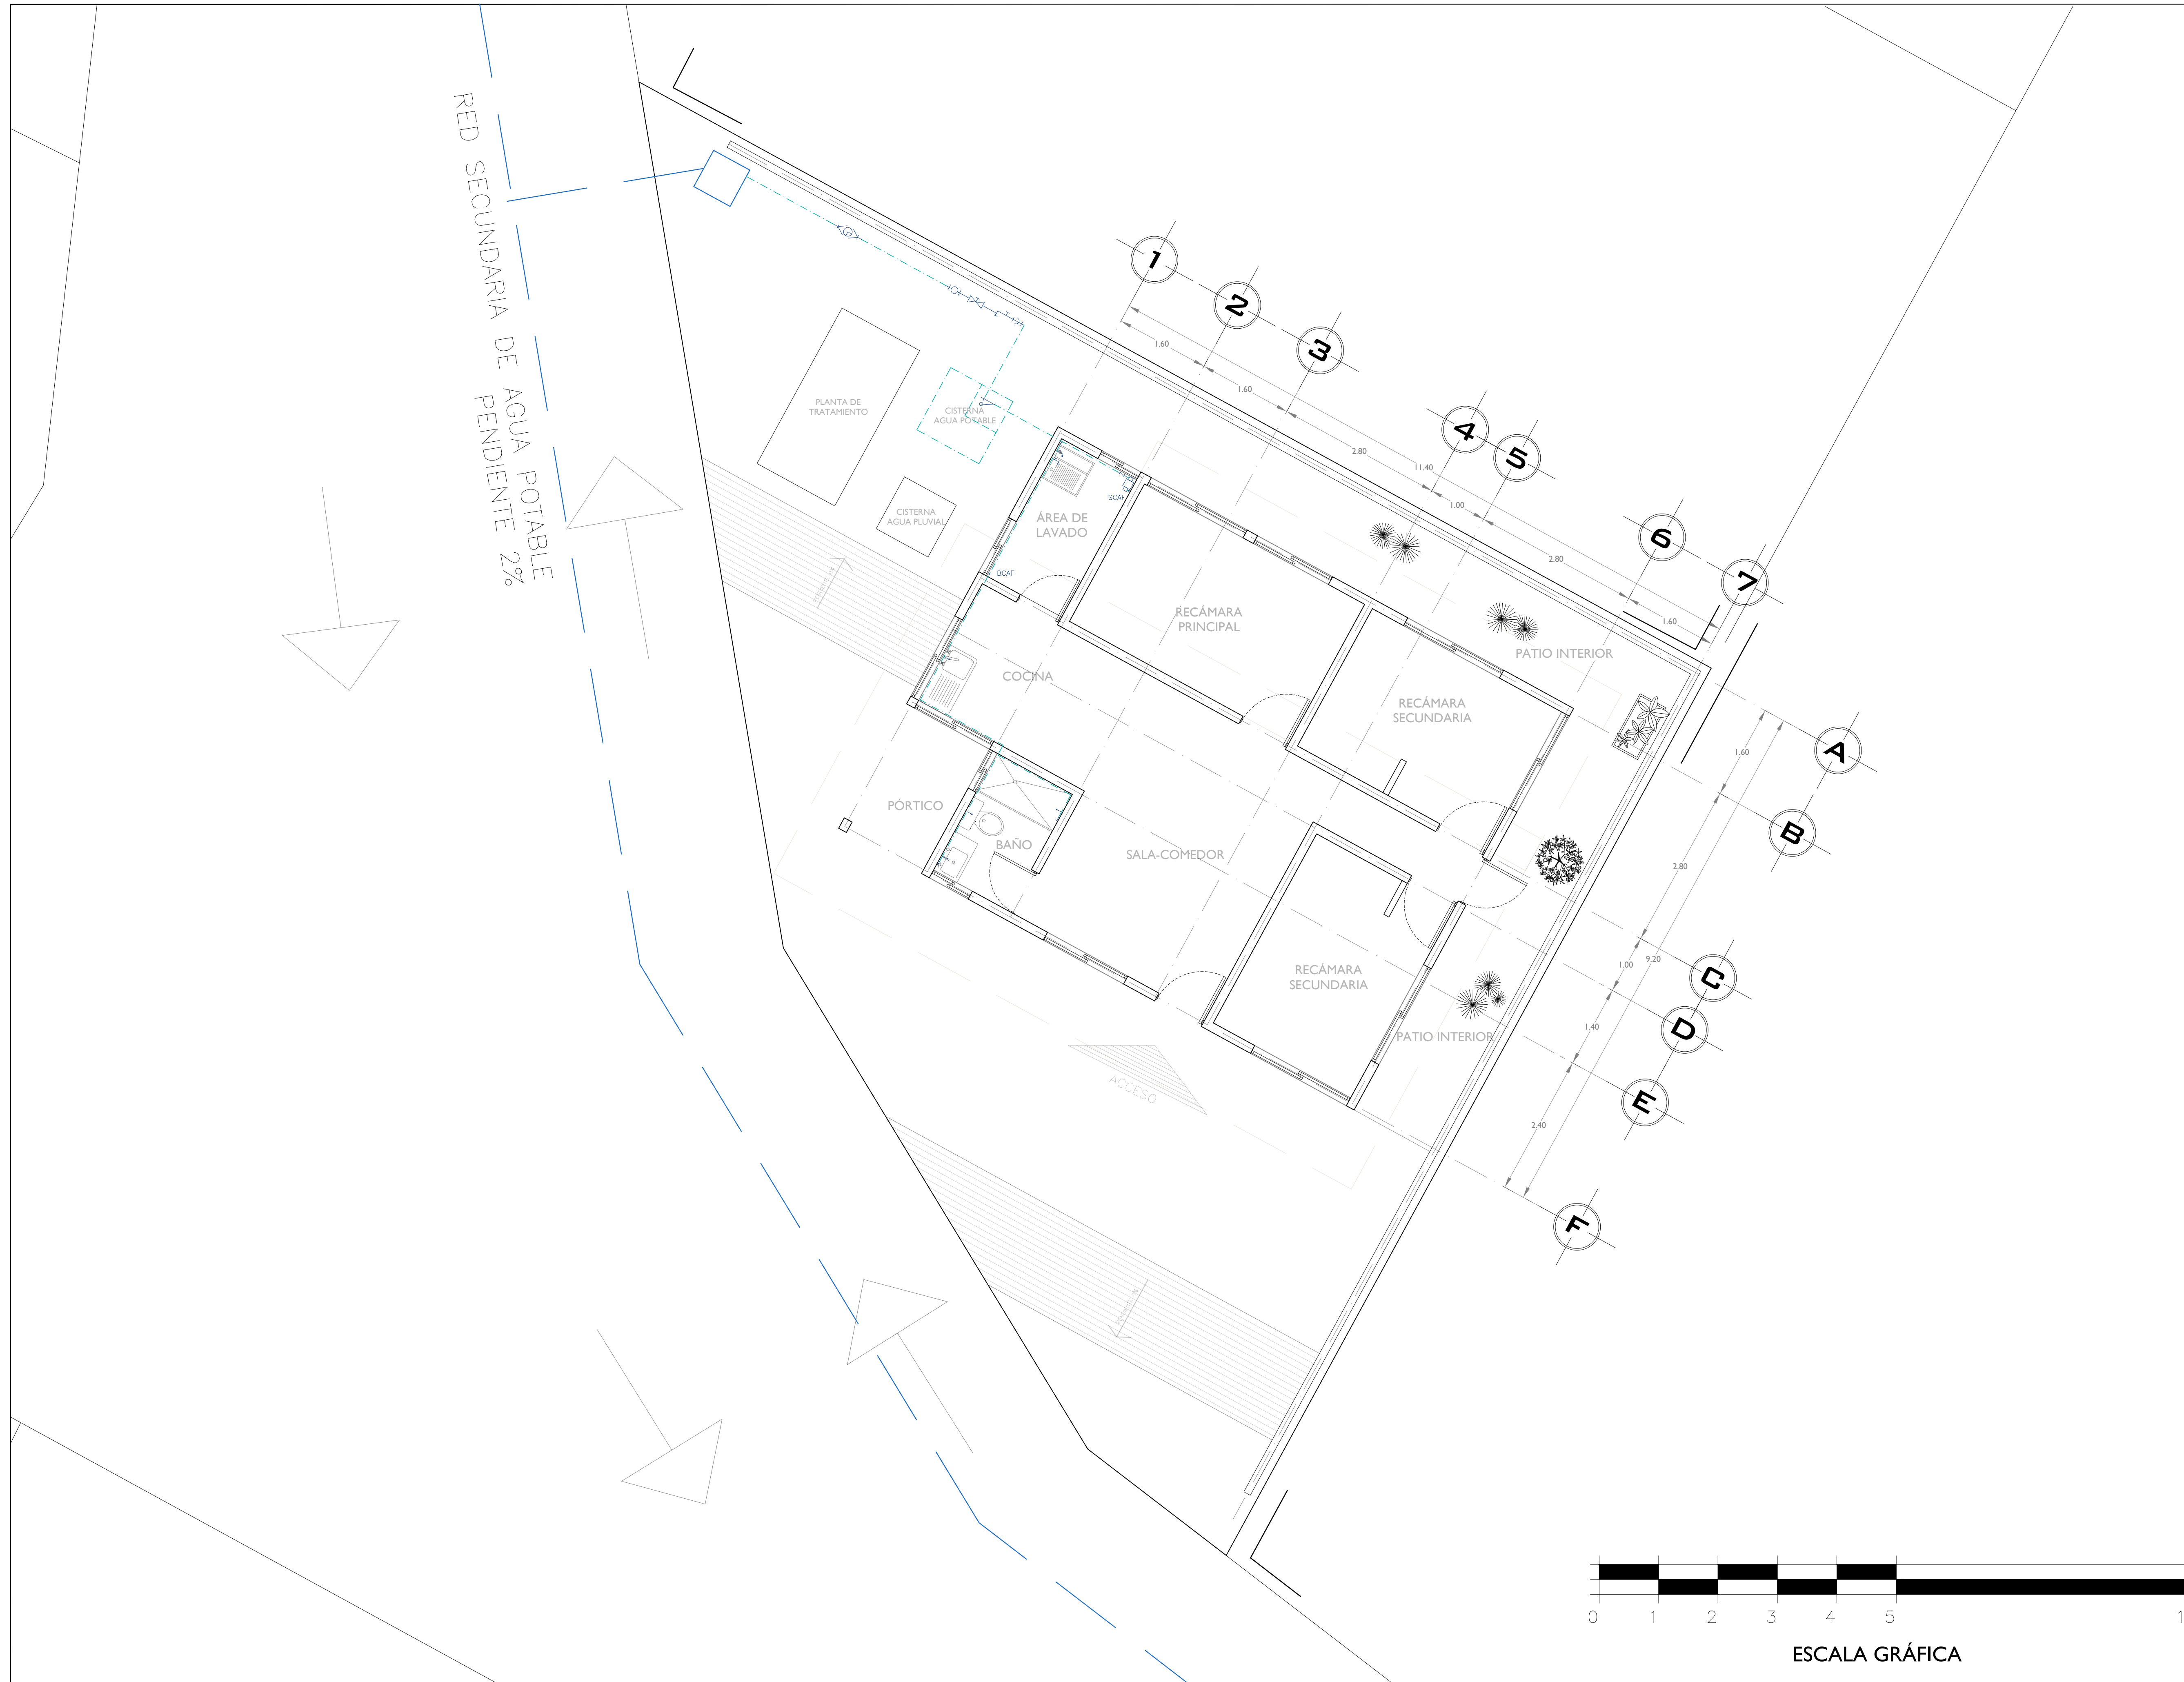 RED SECUNDARIA DE AGUA POTABLE
PENDIENTE 2%
1
2
3
4
5
6
7
1.60
1.60
2.80
11.40
1.00
2.80
1.60
A
B
C
D
E
F
1.60
2.80
1.00
9.20
1.40
2.40
PLANTA DE
TRATAMIENTO
CISTERNA
AGUA POTABLE
CISTERNA
AGUA PLUVIAL
SCAF
ÁREA DE
LAVADO
BCAF
RECÁMARA
PRINCIPAL
COCINA
PATIO INTERIOR
RECÁMARA
SECUNDARIA
PÓRTICO
BAÑO
SALA-COMEDOR
RECÁMARA
SECUNDARIA
PATIO INTERIOR
ACCESO
0 1 2 3 4 5 1
ESCALA GRÁFICA